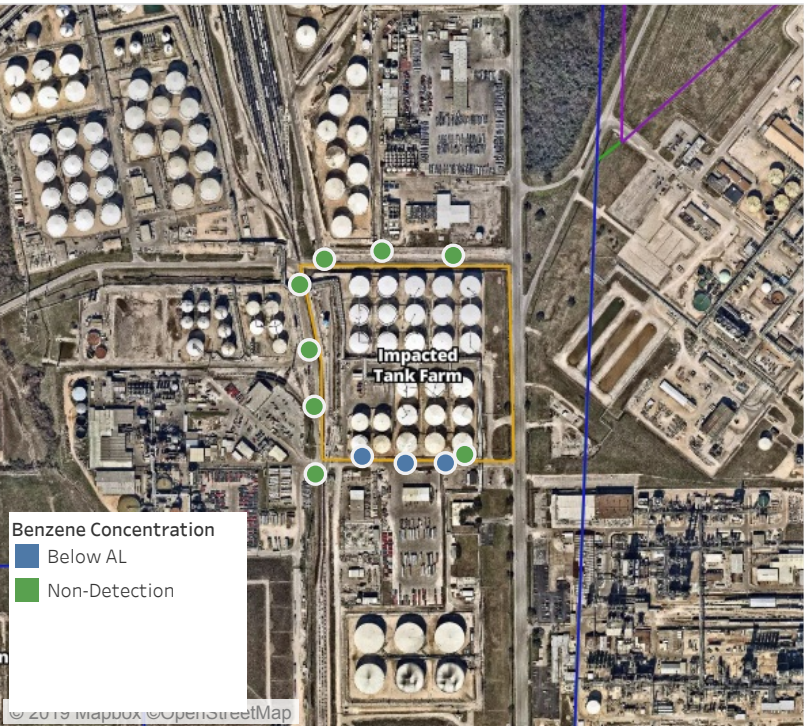 Impacted
Tank Farm
Benzene Concentration
Below AL
Non-Detection
n
© 2019 Mapbox ©OpenStreetMap